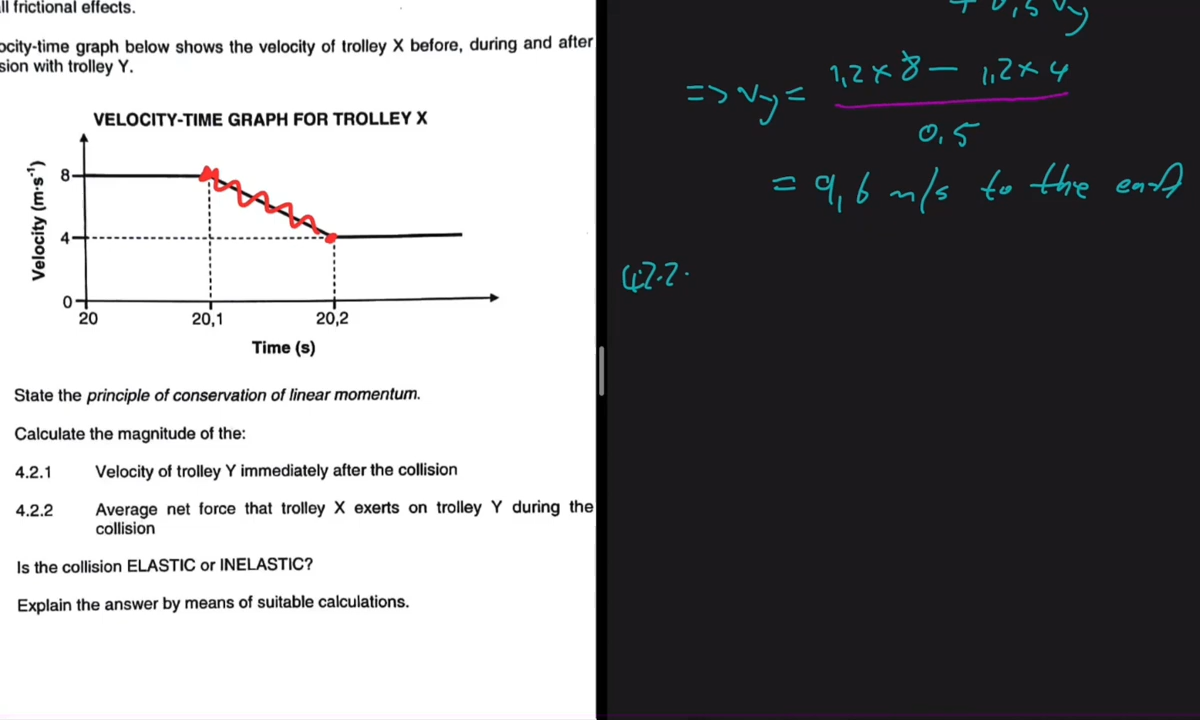 ll frictional effects.
ocity-time graph below shows the velocity of trolley X before, during and after
sion with trolley Y.
VELOCITY-TIME GRAPH FOR TROLLEY X
Velocity (m·s⁻¹)
8
4
0
20
20,1
20,2
Time (s)
State the principle of conservation of linear momentum.
Calculate the magnitude of the:
4.2.1 Velocity of trolley Y immediately after the collision
4.2.2 Average net force that trolley X exerts on trolley Y during the
collision
Is the collision ELASTIC or INELASTIC?
Explain the answer by means of suitable calculations.
+ 0,5 Vy
=> Vy = 1,2 × 8 - 1,2 × 4
0.5
= 9,6 m/s to the east
4.2.2.